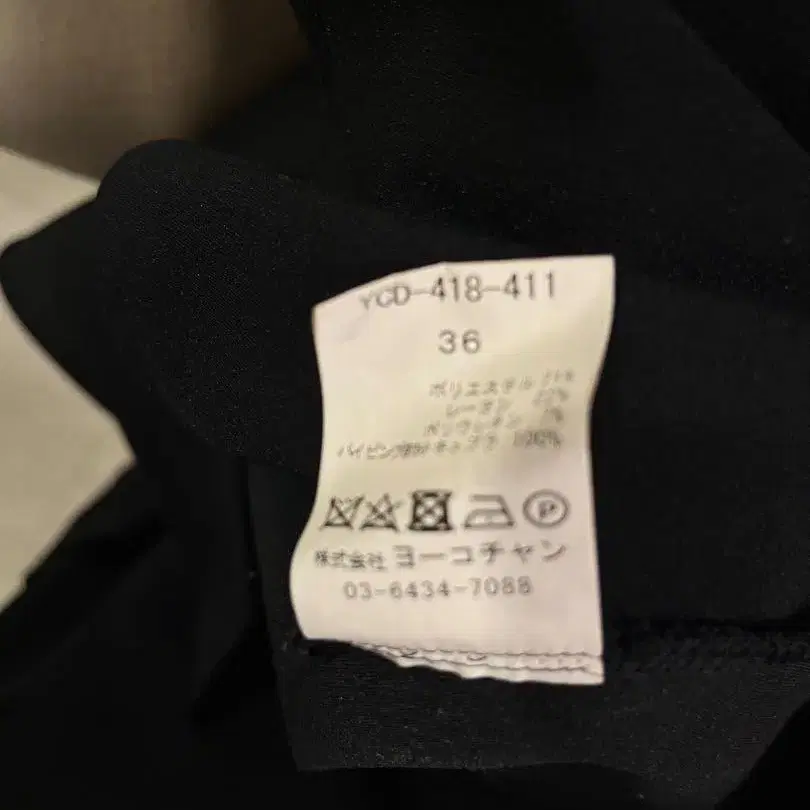 YCD-418-411
36
ポリエステル
レーヨン
ポリウレタン
パイピング部分 キュプラ 100%
P
株式会社 ヨーコチャン
03-6434-7088